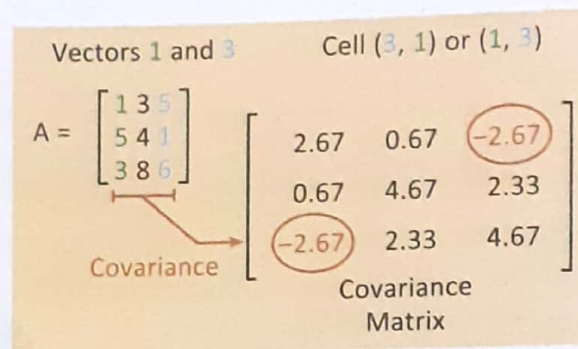 Vectors 1 and 3
Cell (3, 1) or (1, 3)
A =
1 3 5
5 4 1
3 8 6
Covariance
2.67 0.67 −2.67
0.67 4.67 2.33
−2.67 2.33 4.67
Covariance
Matrix